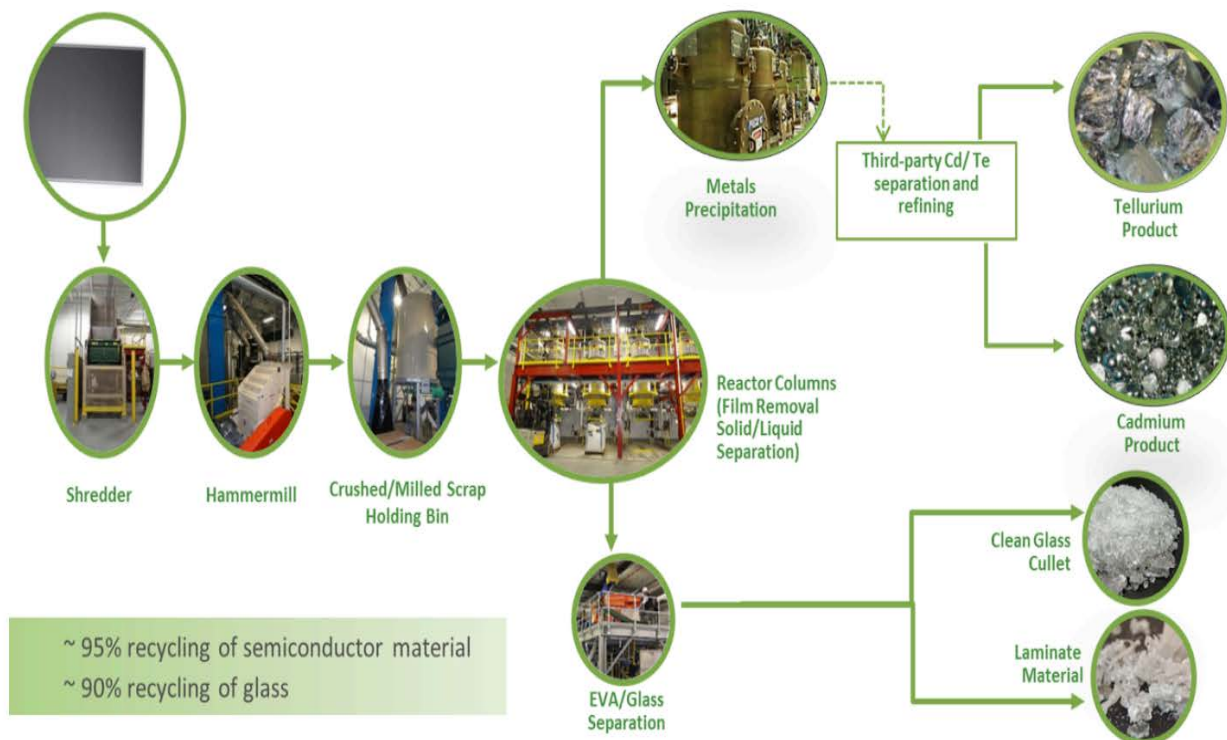 Metals
Precipitation
Third-party Cd/ Te
separation and
refining
Tellurium
Product
Cadmium
Product
Shredder
Hammermill
Crushed/Milled Scrap
Holding Bin
Reactor Columns
(Film Removal
Solid/Liquid
Separation)
EVA/Glass
Separation
Clean Glass
Cullet
Laminate
Material
~ 95% recycling of semiconductor material
~ 90% recycling of glass